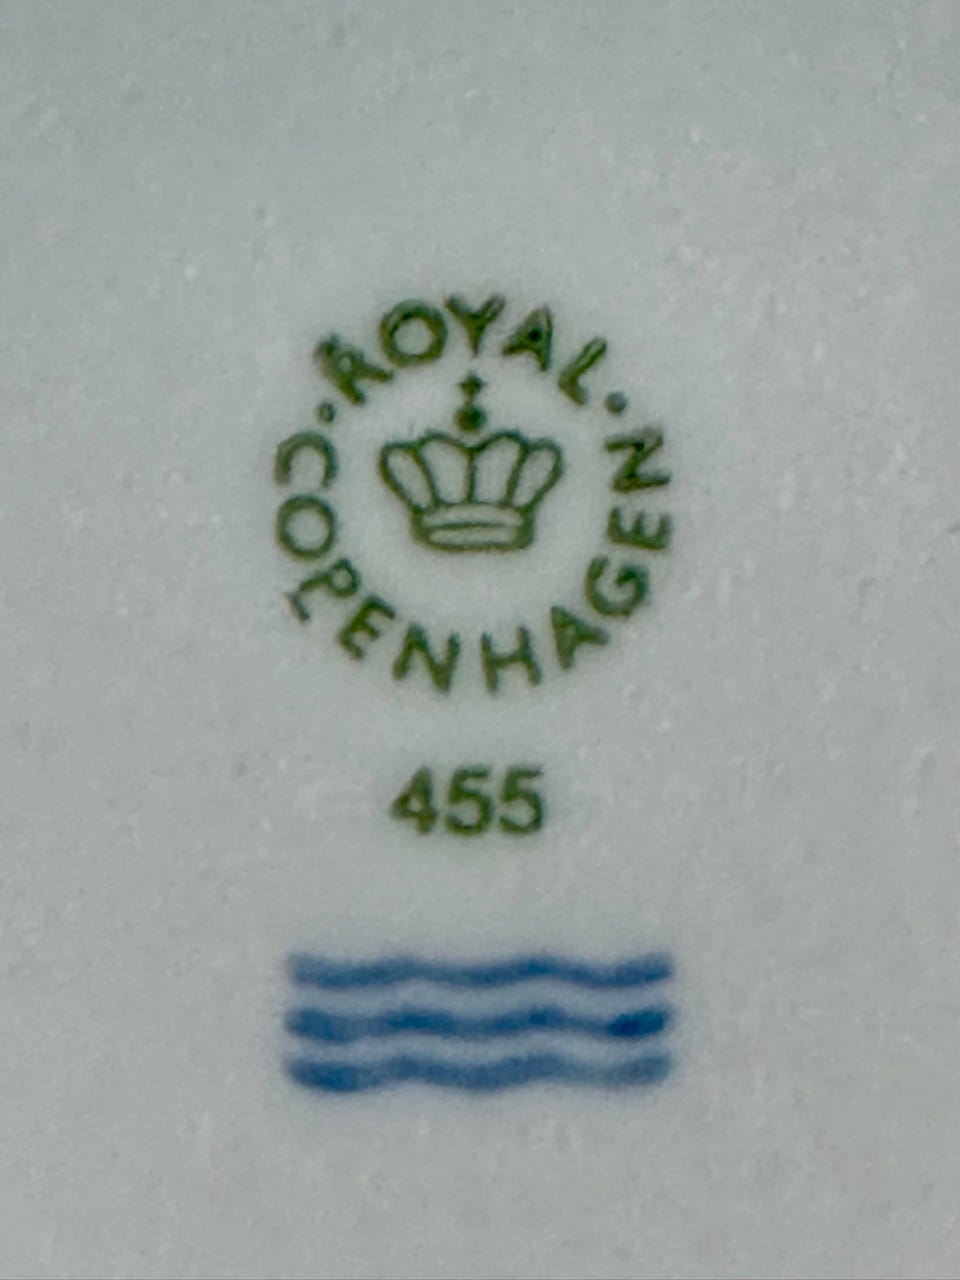 ROYAL · COPENHAGEN ·
455